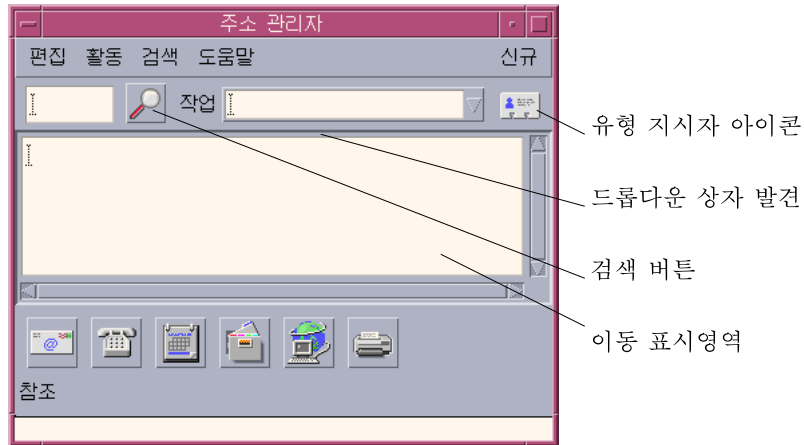 주소 관리자
편집 활동 검색 도움말 신규
작업
유형 지시자 아이콘
드롭다운 상자 발견
검색 버튼
이동 표시영역
@
참조